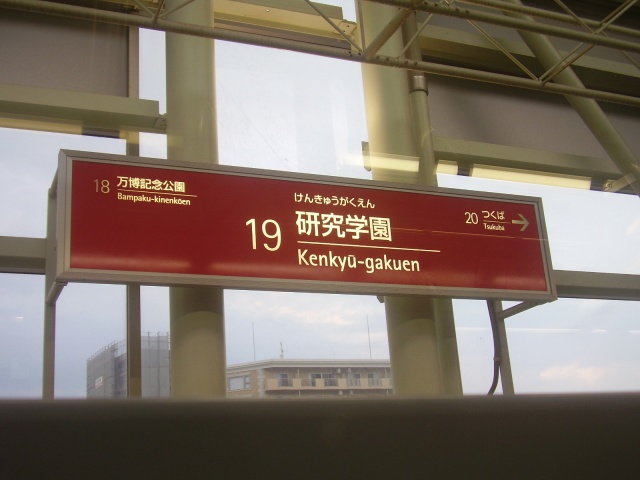 18 万博記念公園
Bampaku-kinenkōen
けんきゅうがくえん
19 研究学園
Kenkyū-gakuen
20 つくば →
Tsukuba